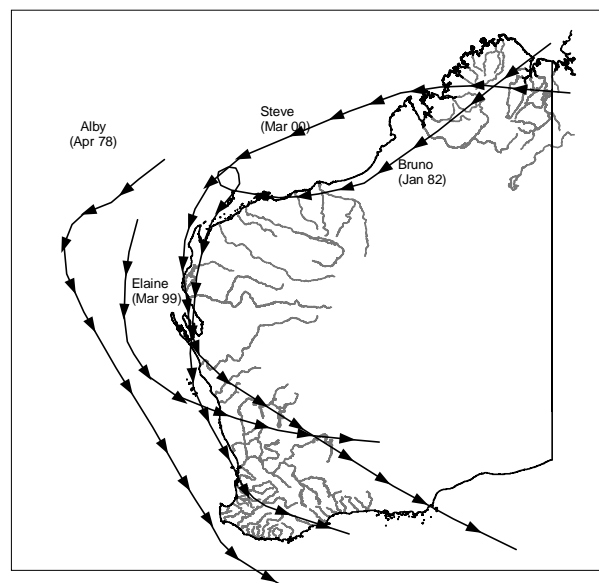 Steve
(Mar 00)
Alby
(Apr 78)
Bruno
(Jan 82)
Elaine
(Mar 99)